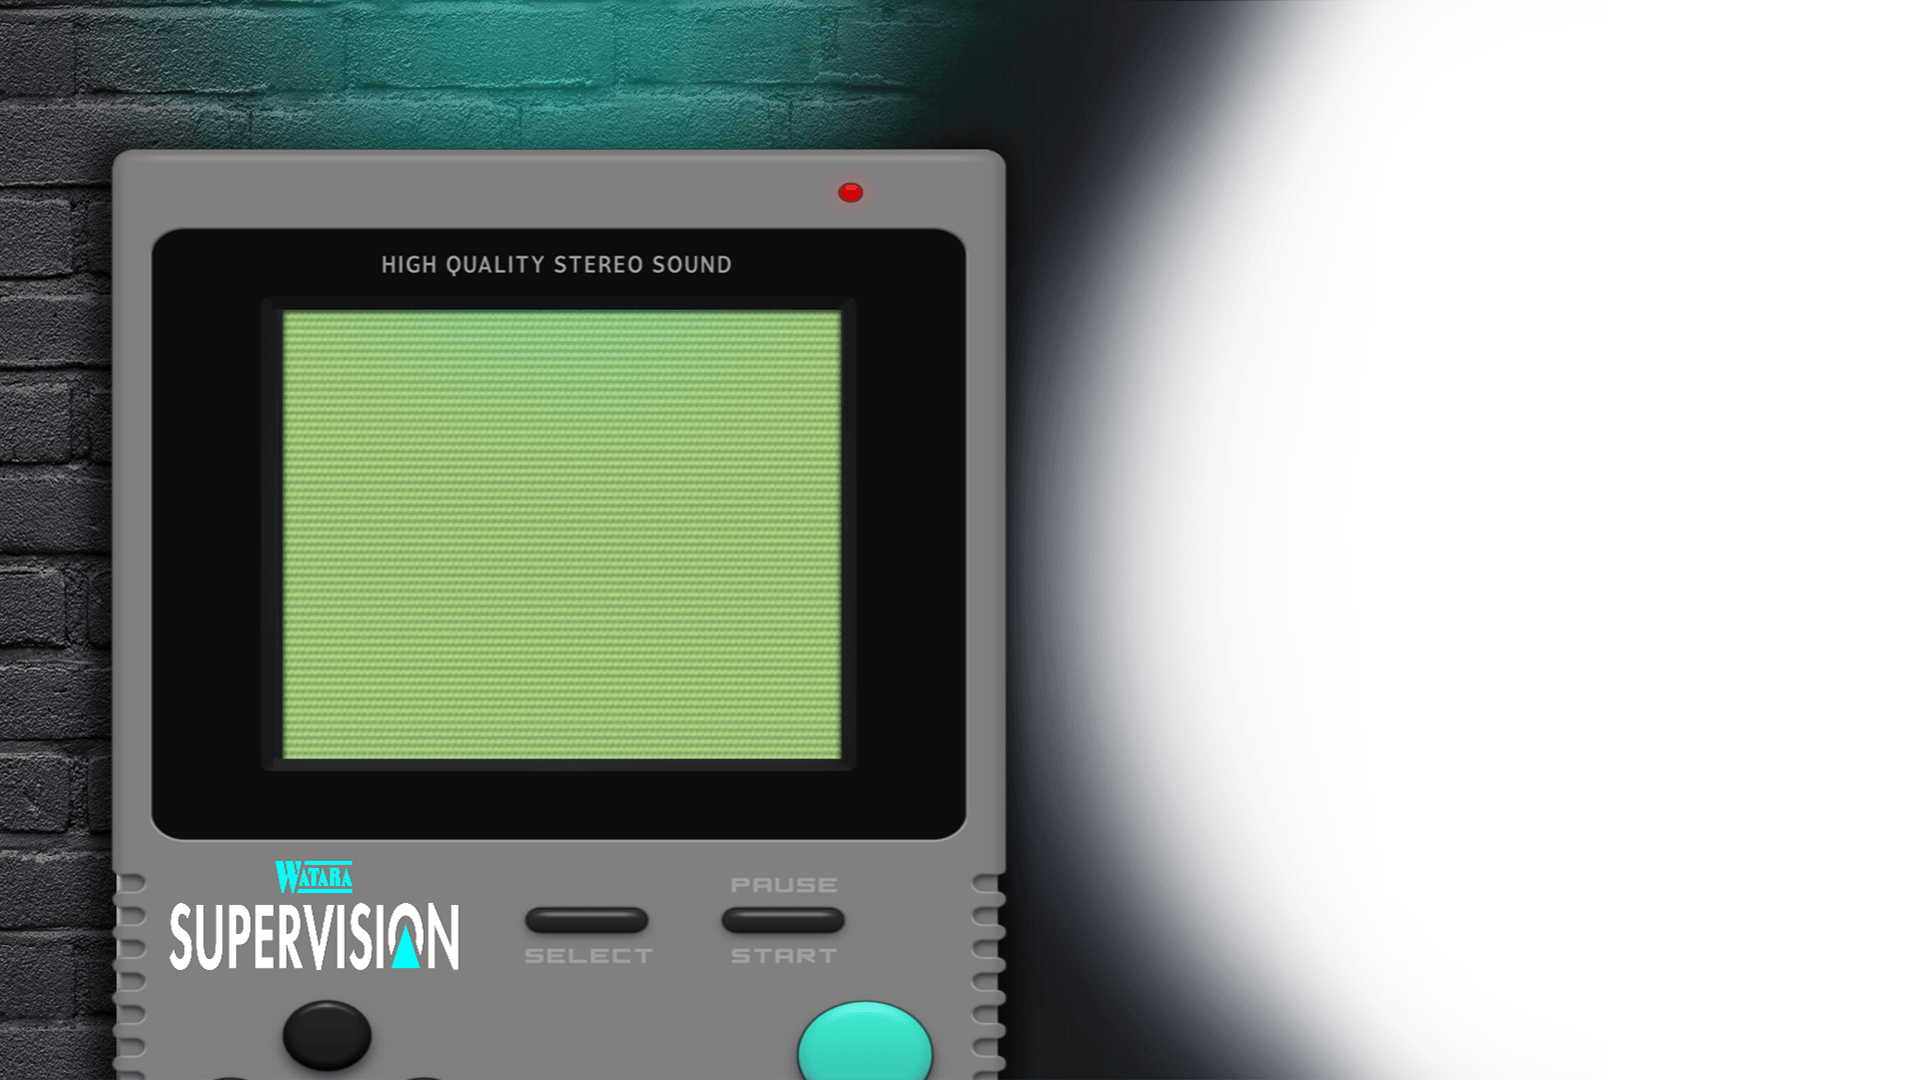 HIGH QUALITY STEREO SOUND
WATARA
SUPERVISION
PAUSE
SELECT
START